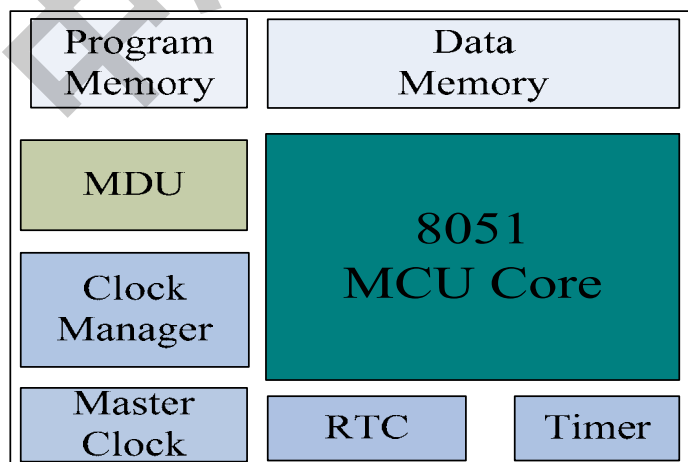 Program
Memory
Data
Memory
MDU
8051
MCU Core
Clock
Manager
Master
Clock
RTC
Timer